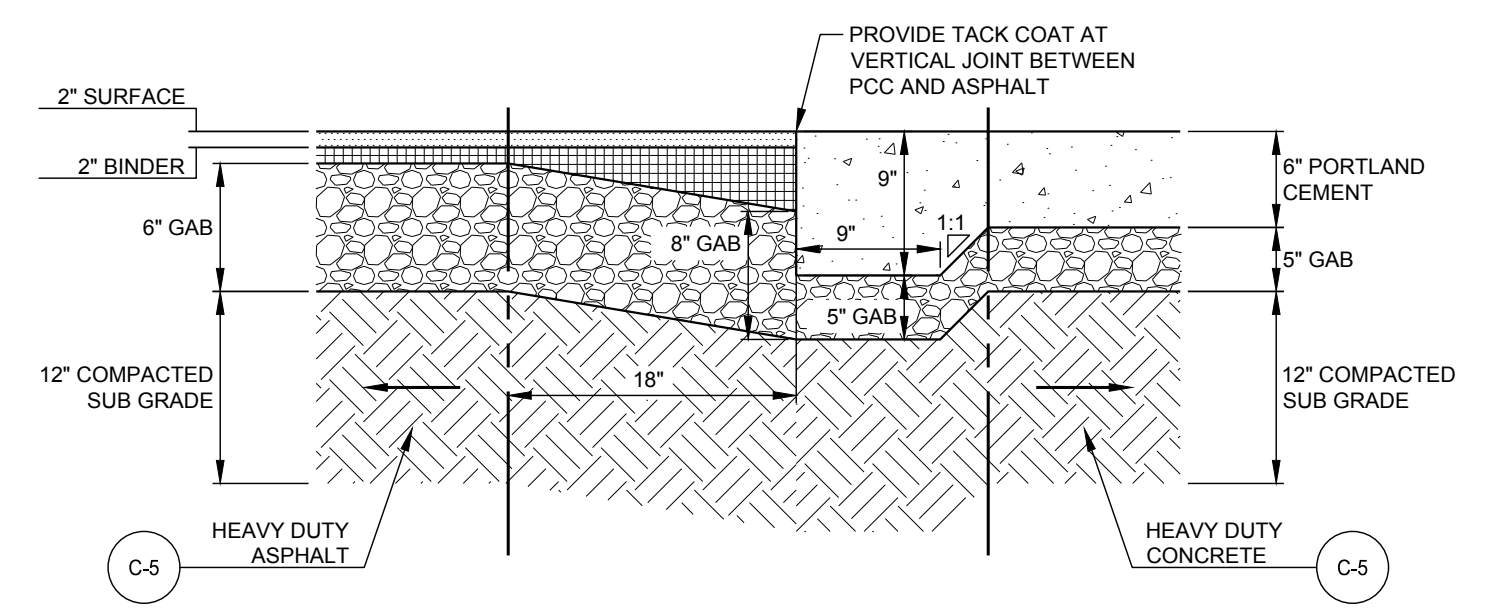 PROVIDE TACK COAT AT
VERTICAL JOINT BETWEEN
PCC AND ASPHALT
2" SURFACE
2" BINDER
6" GAB
12" COMPACTED
SUB GRADE
9"
9"
1:1
8" GAB
5" GAB
18"
6" PORTLAND
CEMENT
5" GAB
12" COMPACTED
SUB GRADE
HEAVY DUTY
ASPHALT
C-5
HEAVY DUTY
CONCRETE
C-5